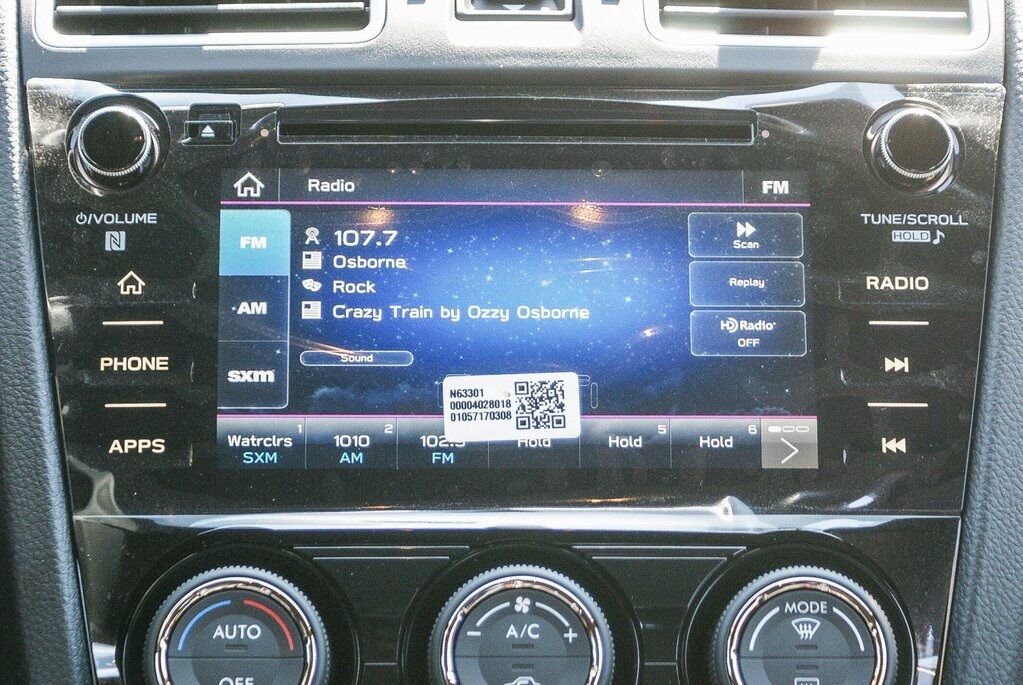 Radio
FM
⏻/VOLUME
N
TUNE/SCROLL
HOLD ♪
FM
107.7
Scan
AM
Osborne
Rock
Crazy Train by Ozzy Osborne
Replay
HD Radio
OFF
RADIO
Sound
PHONE
sxm
APPS
N63301
00004028018
01057170308
1
Watrclrs
SXM
2
1010
AM
FM
Hold
5
Hold
6
Hold
AUTO
OFF
- A/C +
MODE